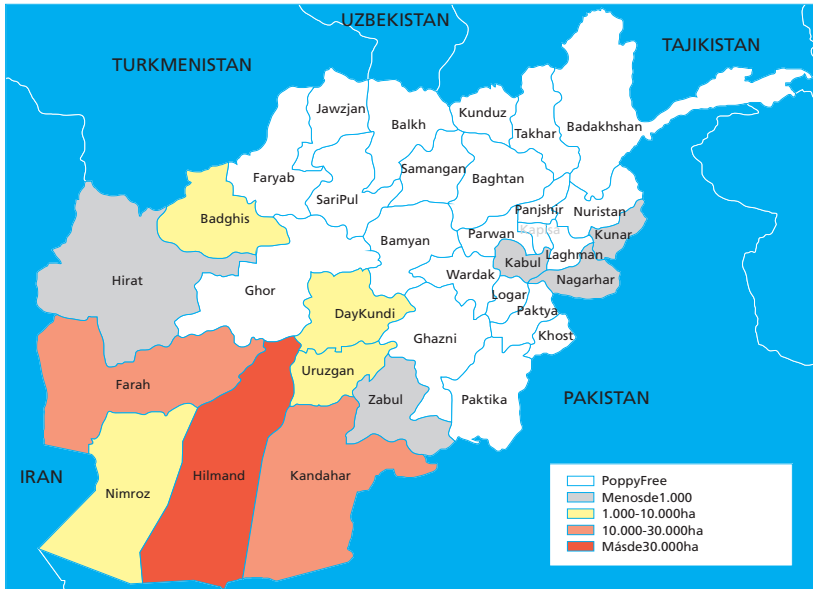 UZBEKISTAN
TAJIKISTAN
TURKMENISTAN
Jawzjan
Balkh
Kunduz
Takhar
Badakhshan
Faryab
Samangan
Baghtan
SariPul
Badghis
Panjshir
Nuristan
Kapisa
Parwan
Kunar
Bamyan
Laghman
Kabul
Hirat
Wardak
Nagarhar
Ghor
Logar
DayKundi
Paktya
Ghazni
Khost
Uruzgan
Farah
Zabul
Paktika
PAKISTAN
IRAN
Nimroz
Hilmand
Kandahar
PoppyFree
Menosde1.000
1.000-10.000ha
10.000-30.000ha
Másde30.000ha